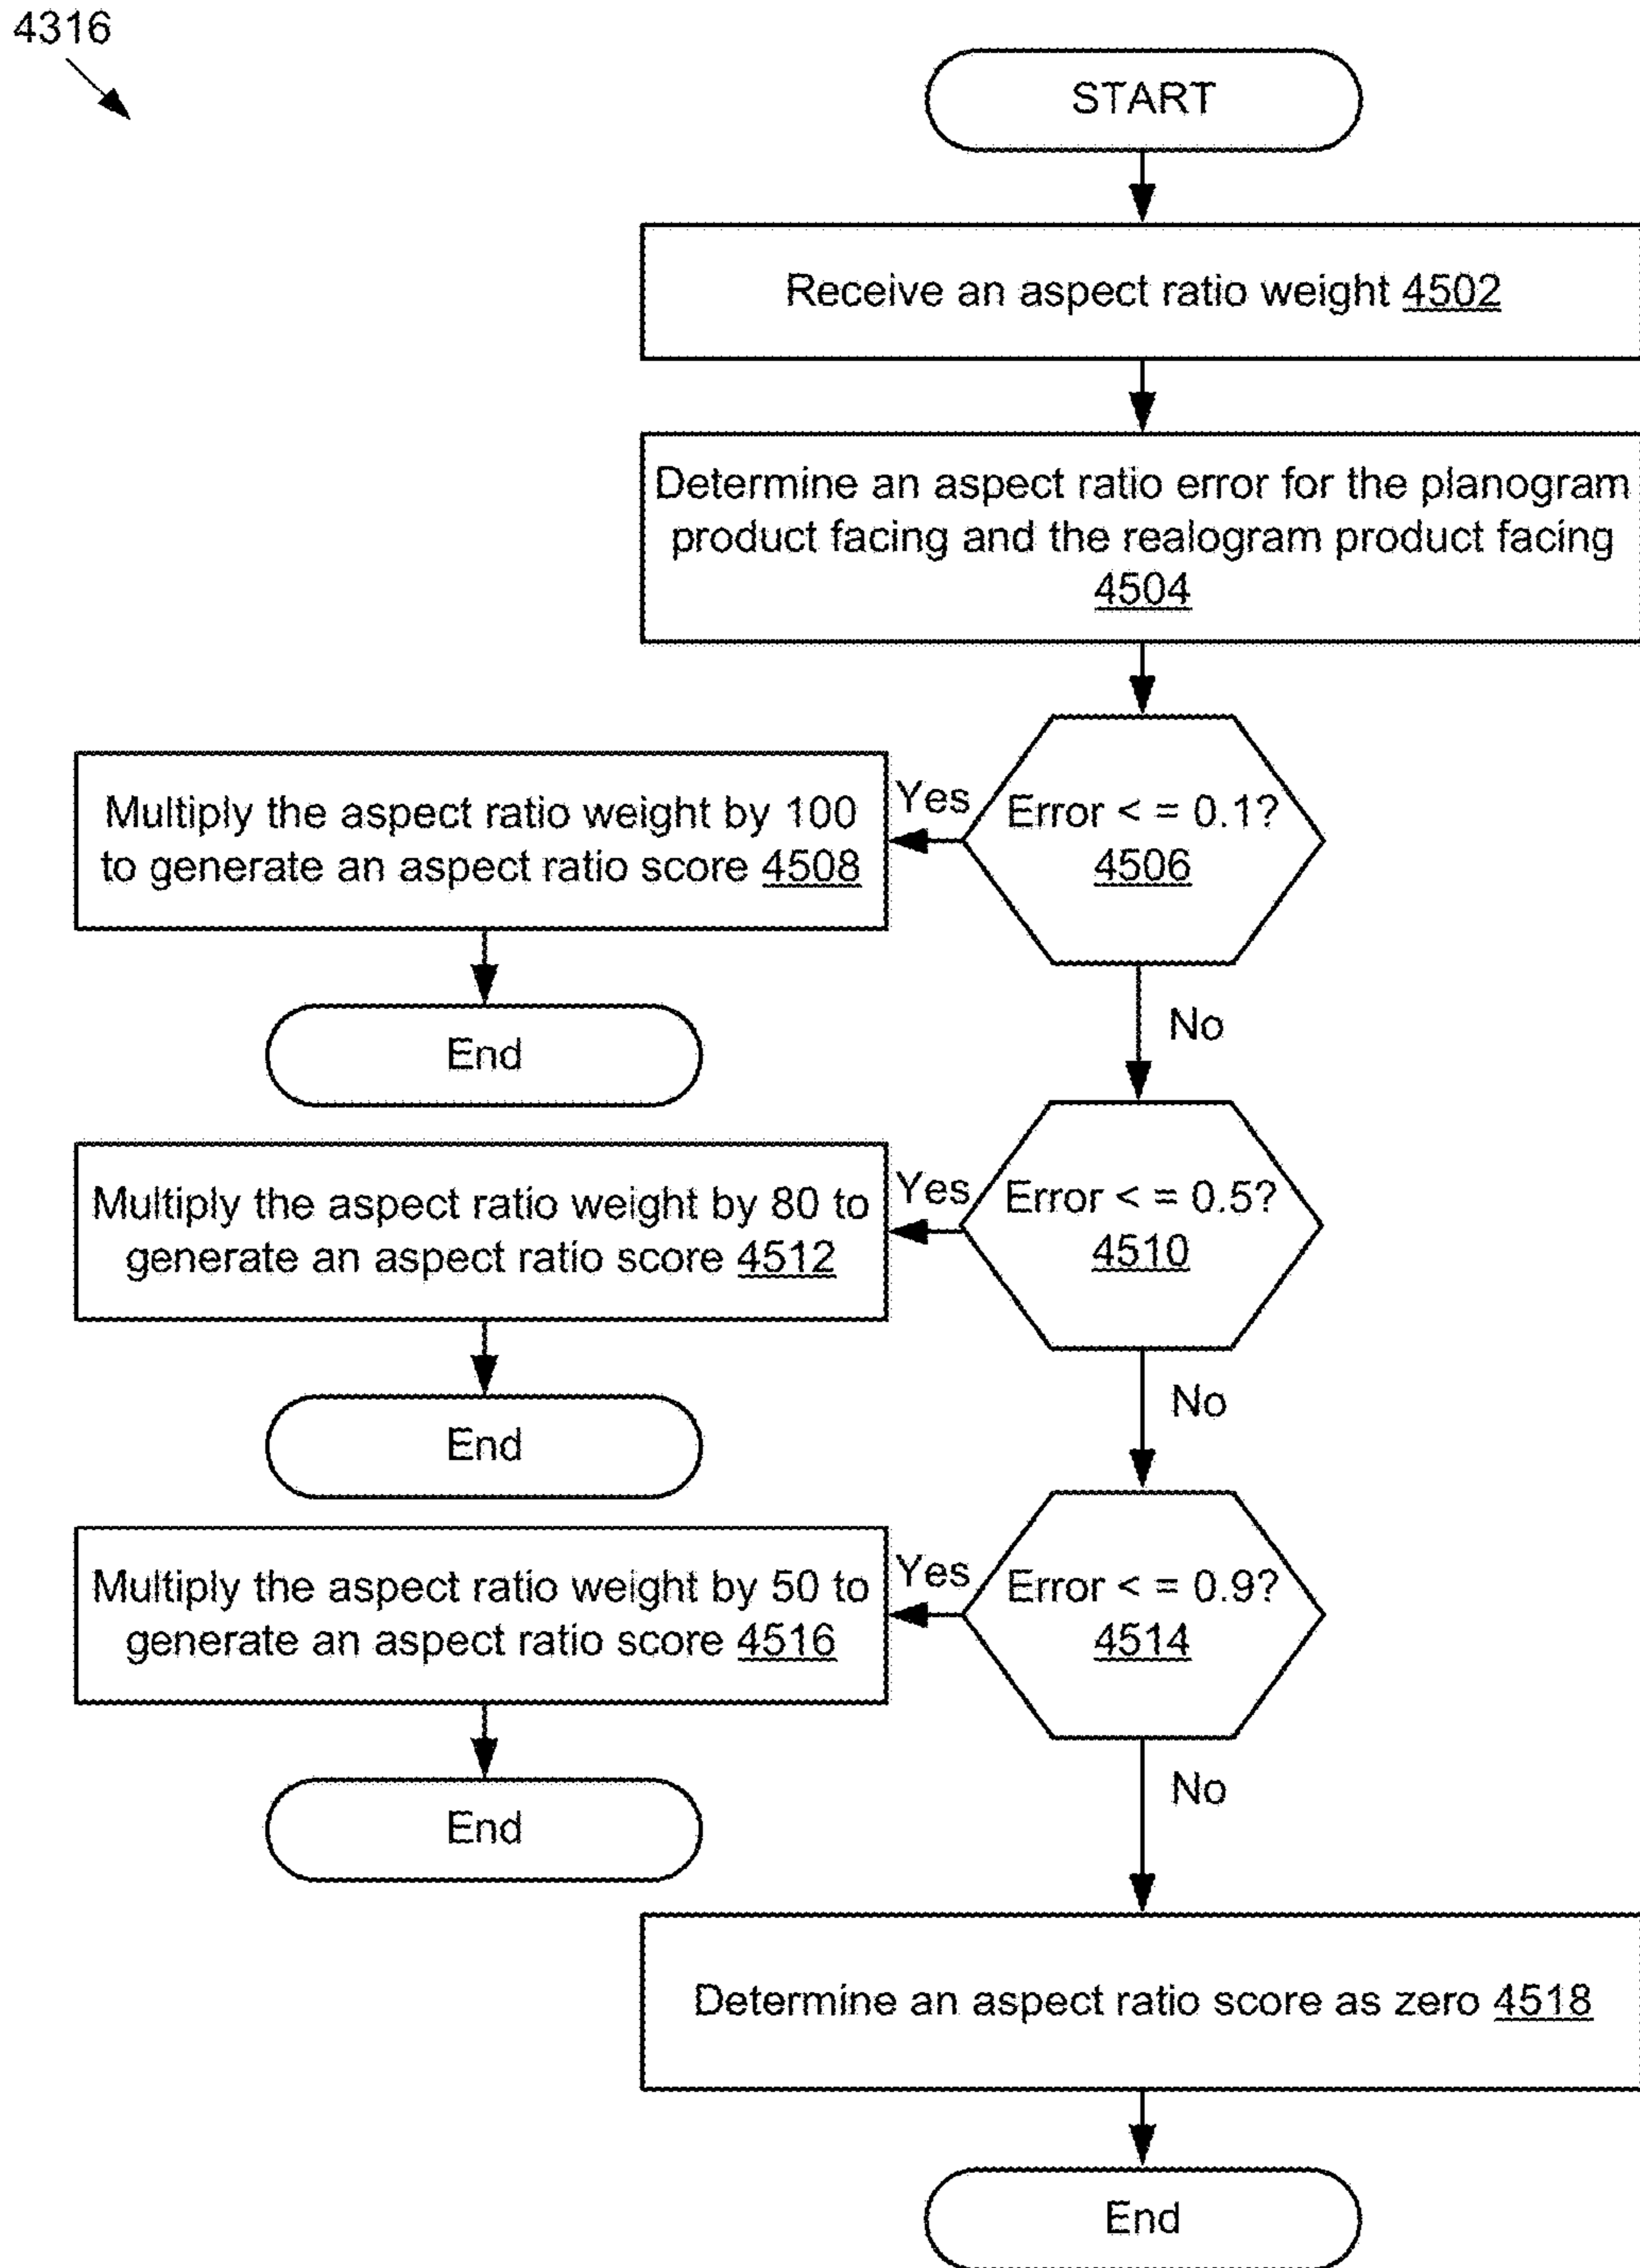 4316
START
Receive an aspect ratio weight 4502
Determine an aspect ratio error for the planogram
product facing and the realogram product facing
4504
Error < = 0.1?
4506
Yes
Multiply the aspect ratio weight by 100
to generate an aspect ratio score 4508
End
No
Error < = 0.5?
4510
Yes
Multiply the aspect ratio weight by 80 to
generate an aspect ratio score 4512
End
No
Error < = 0.9?
4514
Yes
Multiply the aspect ratio weight by 50 to
generate an aspect ratio score 4516
End
No
Determine an aspect ratio score as zero 4518
End